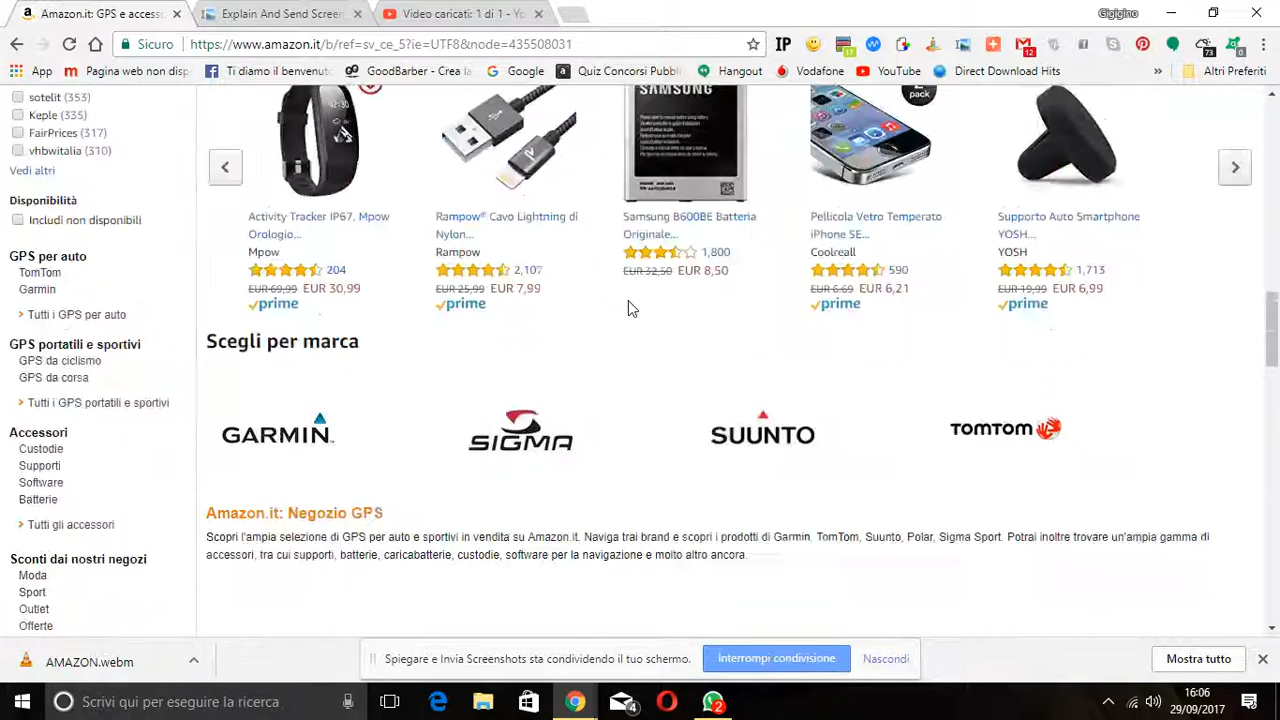 Amazon.it: GPS e access
Explain And Send Screen
Video caricati: 1 di 1 - Yo
Gigigino
Sicuro
https://www.amazon.it/b/ref=sv_ce_5?ie=UTF8&node=435508031
App
Pagina web non disp
Ti diamo il benvenut
GoodBarber - Crea la
Google
Quiz Concorsi Pubbl
Hangout
Vodafone
YouTube
Direct Download Hits
»
Altri Preferiti
sotelit (353)
Keple (335)
FairPrices (317)
vhbw italia (310)
Vedi altri
Disponibilità
Includi non disponibili
GPS per auto
TomTom
Garmin
Tutti i GPS per auto
GPS portatili e sportivi
GPS da ciclismo
GPS da corsa
Tutti i GPS portatili e sportivi
Accessori
Custodie
Supporti
Software
Batterie
Tutti gli accessori
Sconti dai nostri negozi
Moda
Sport
Outlet
Offerte
SAMSUNG
pack
Activity Tracker IP67, Mpow
Orologio...
Mpow
204
EUR 69,99 EUR 30,99
prime
Rampow® Cavo Lightning di
Nylon...
Rampow
2,107
EUR 25,99 EUR 7,99
prime
Samsung B600BE Batteria
Originale...
1,800
EUR 32,50 EUR 8,50
Pellicola Vetro Temperato
iPhone SE...
Coolreall
590
EUR 6,69 EUR 6,21
prime
Supporto Auto Smartphone
YOSH...
YOSH
1,713
EUR 19,99 EUR 6,99
prime
Scegli per marca
GARMIN
SIGMA
SUUNTO
TOMTOM
Amazon.it: Negozio GPS
Scopri l'ampia selezione di GPS per auto e sportivi in vendita su Amazon.it. Naviga trai brand e scopri i prodotti di Garmin, TomTom, Suunto, Polar, Sigma Sport. Potrai inoltre trovare un'ampia gamma di
accessori, tra cui supporti, batterie, caricabatterie, custodie, software per la navigazione e molto altro ancora.
AMAZON.webm
Spiegare e Invia Screenshots sta condividendo il tuo schermo.
Interrompi condivisione
Nascondi
Mostra tutto
Scrivi qui per eseguire la ricerca
4
2
16:06
29/09/2017